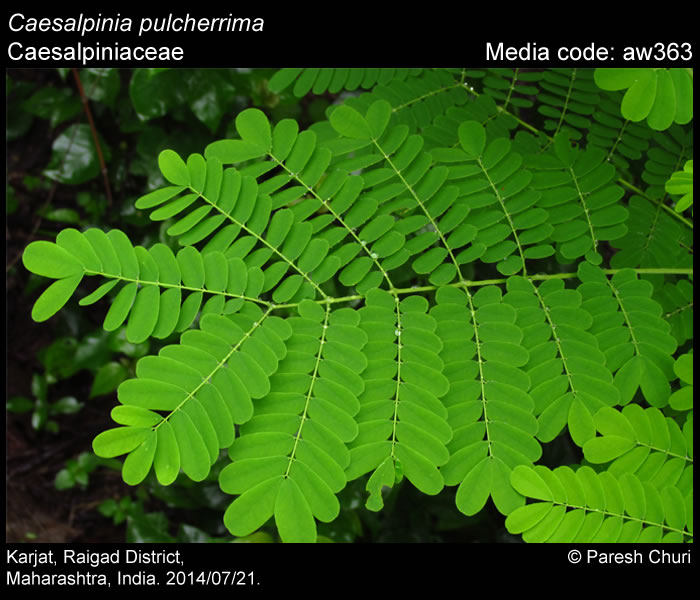 Caesalpinia pulcherrima
Caesalpiniaceae
Media code: aw363
Karjat, Raigad District,
Maharashtra, India. 2014/07/21.
© Paresh Churi